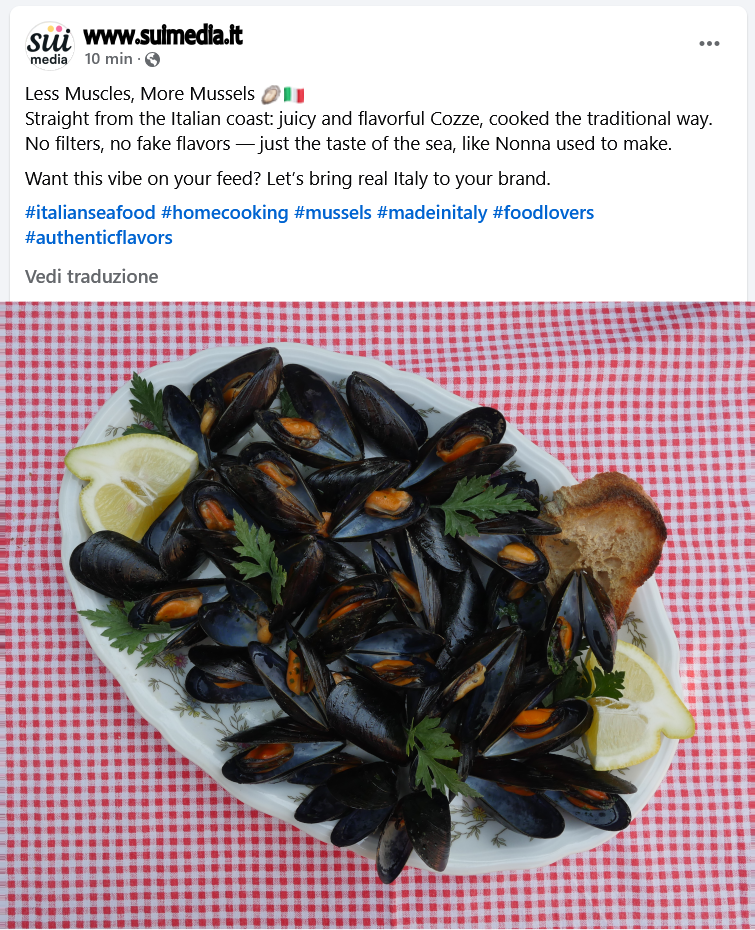 sui
media
www.suimedia.it
10 min ·
Less Muscles, More Mussels 🦪🇮🇹
Straight from the Italian coast: juicy and flavorful Cozze, cooked the traditional way.
No filters, no fake flavors — just the taste of the sea, like Nonna used to make.
Want this vibe on your feed? Let’s bring real Italy to your brand.
#italianseafood #homecooking #mussels #madeinitaly #foodlovers
#authenticflavors
Vedi traduzione